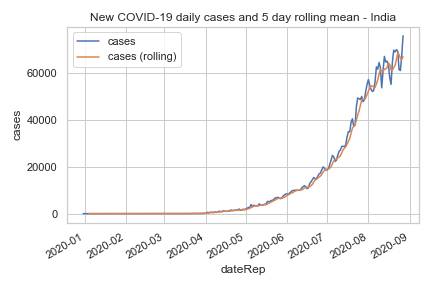 New COVID-19 daily cases and 5 day rolling mean - India
cases
cases (rolling)
60000
40000
20000
0
cases
2020-01
2020-02
2020-03
2020-04
2020-05
2020-06
2020-07
2020-08
2020-09
dateRep